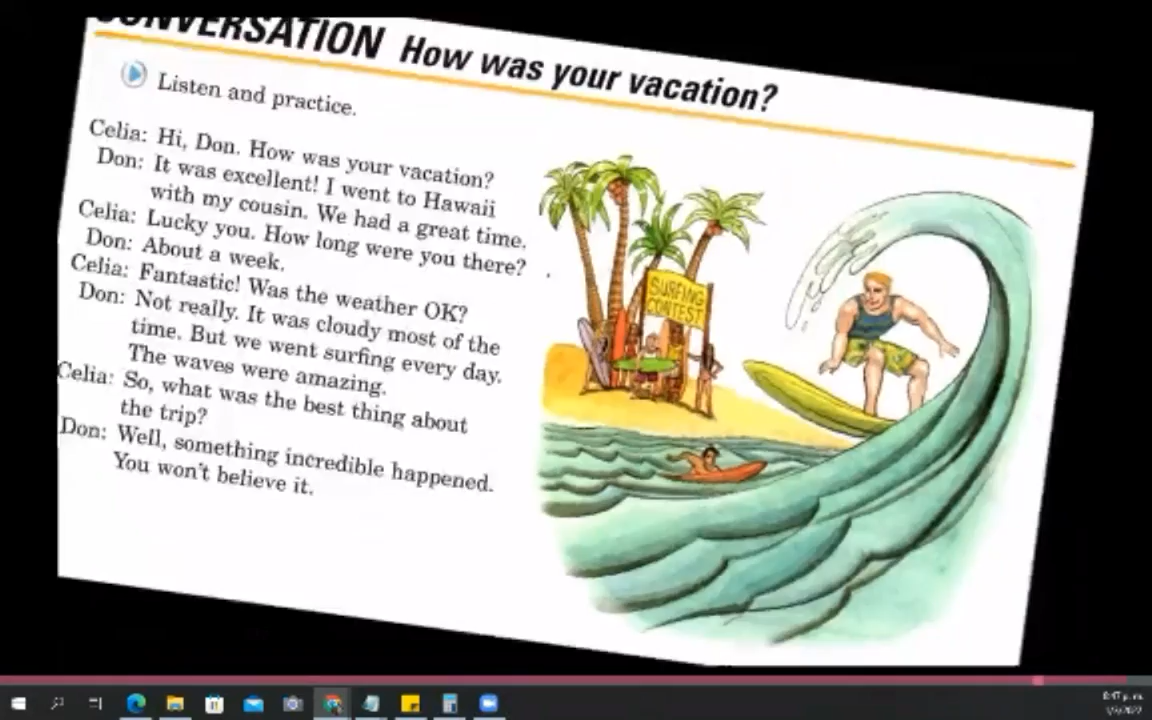 CONVERSATION How was your vacation?
Listen and practice.
Celia: Hi, Don. How was your vacation?
Don: It was excellent! I went to Hawaii
with my cousin. We had a great time.
Celia: Lucky you. How long were you there?
Don: About a week.
Celia: Fantastic! Was the weather OK?
Don: Not really. It was cloudy most of the
time. But we went surfing every day.
The waves were amazing.
Celia: So, what was the best thing about
the trip?
Don: Well, something incredible happened.
You won't believe it.
SURFING
CONTEST